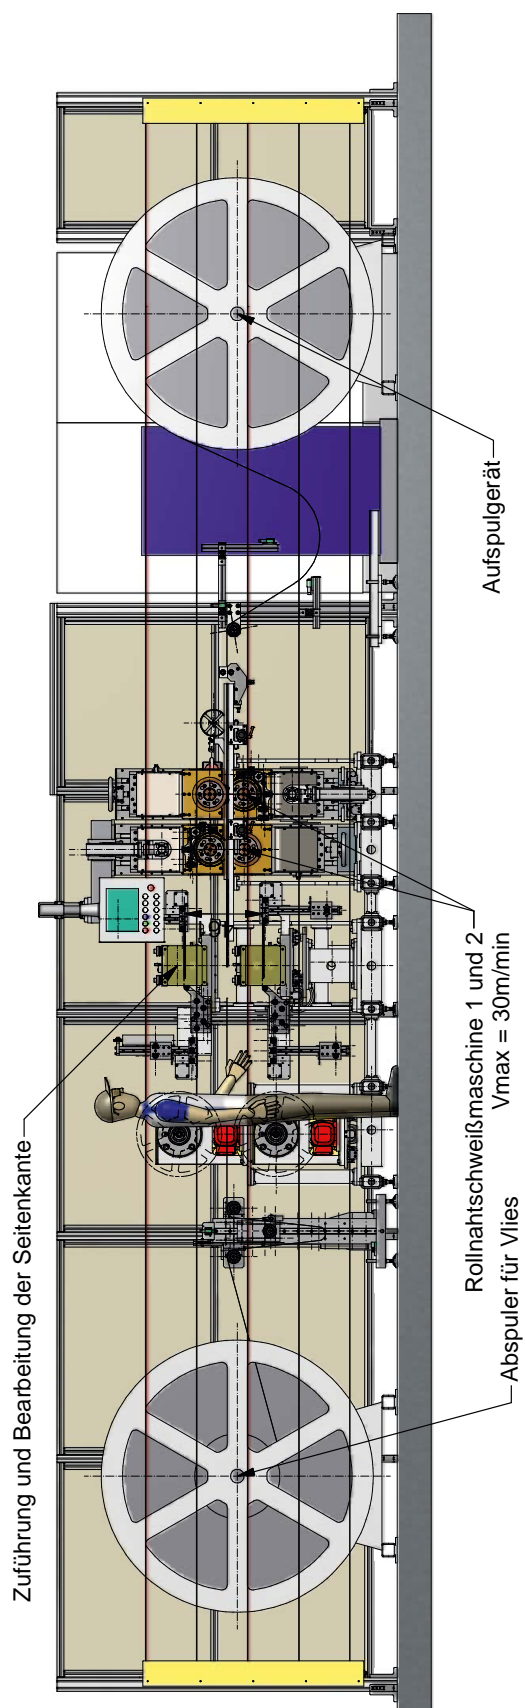 Zuführung und Bearbeitung der Seitenkante
Aufspulgerät
Rollnahtschweißmaschine 1 und 2
Vmax = 30m/min
Abspuler für Vlies